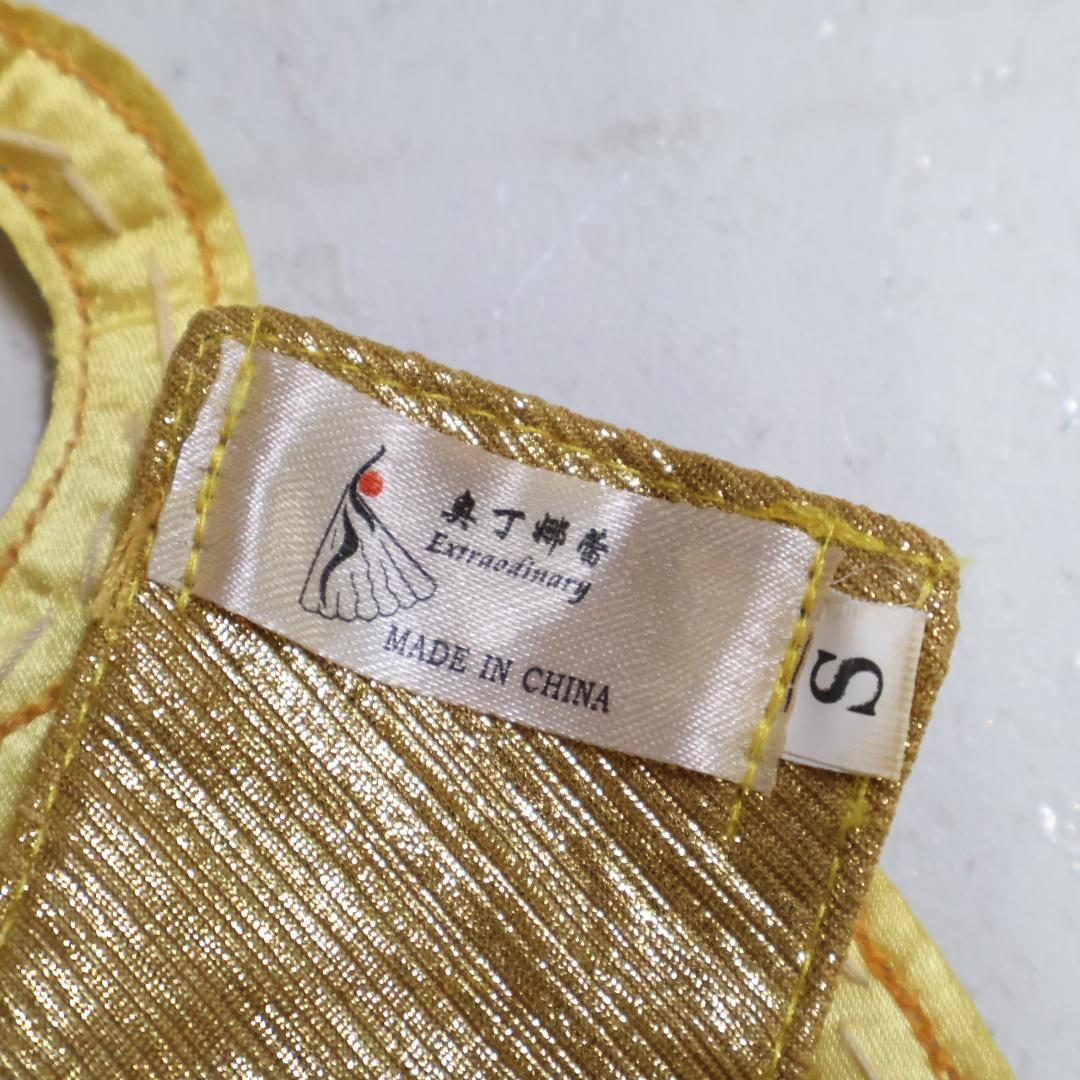 奥丁娜蕾
Extraodinary
MADE IN CHINA
S